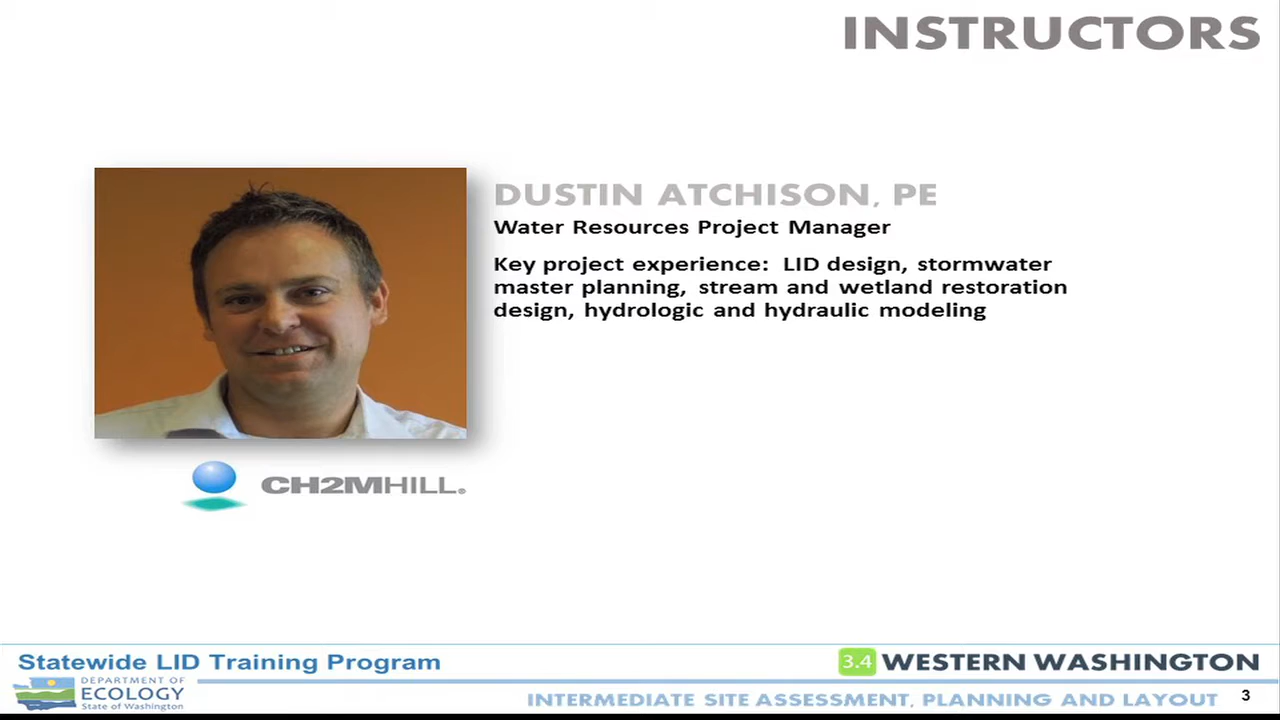 INSTRUCTORS
DUSTIN ATCHISON, PE
Water Resources Project Manager
Key project experience: LID design, stormwater
master planning, stream and wetland restoration
design, hydrologic and hydraulic modeling
CH2MHILL®
Statewide LID Training Program
3.4 WESTERN WASHINGTON
DEPARTMENT OF
ECOLOGY
State of Washington
INTERMEDIATE SITE ASSESSMENT, PLANNING AND LAYOUT 3